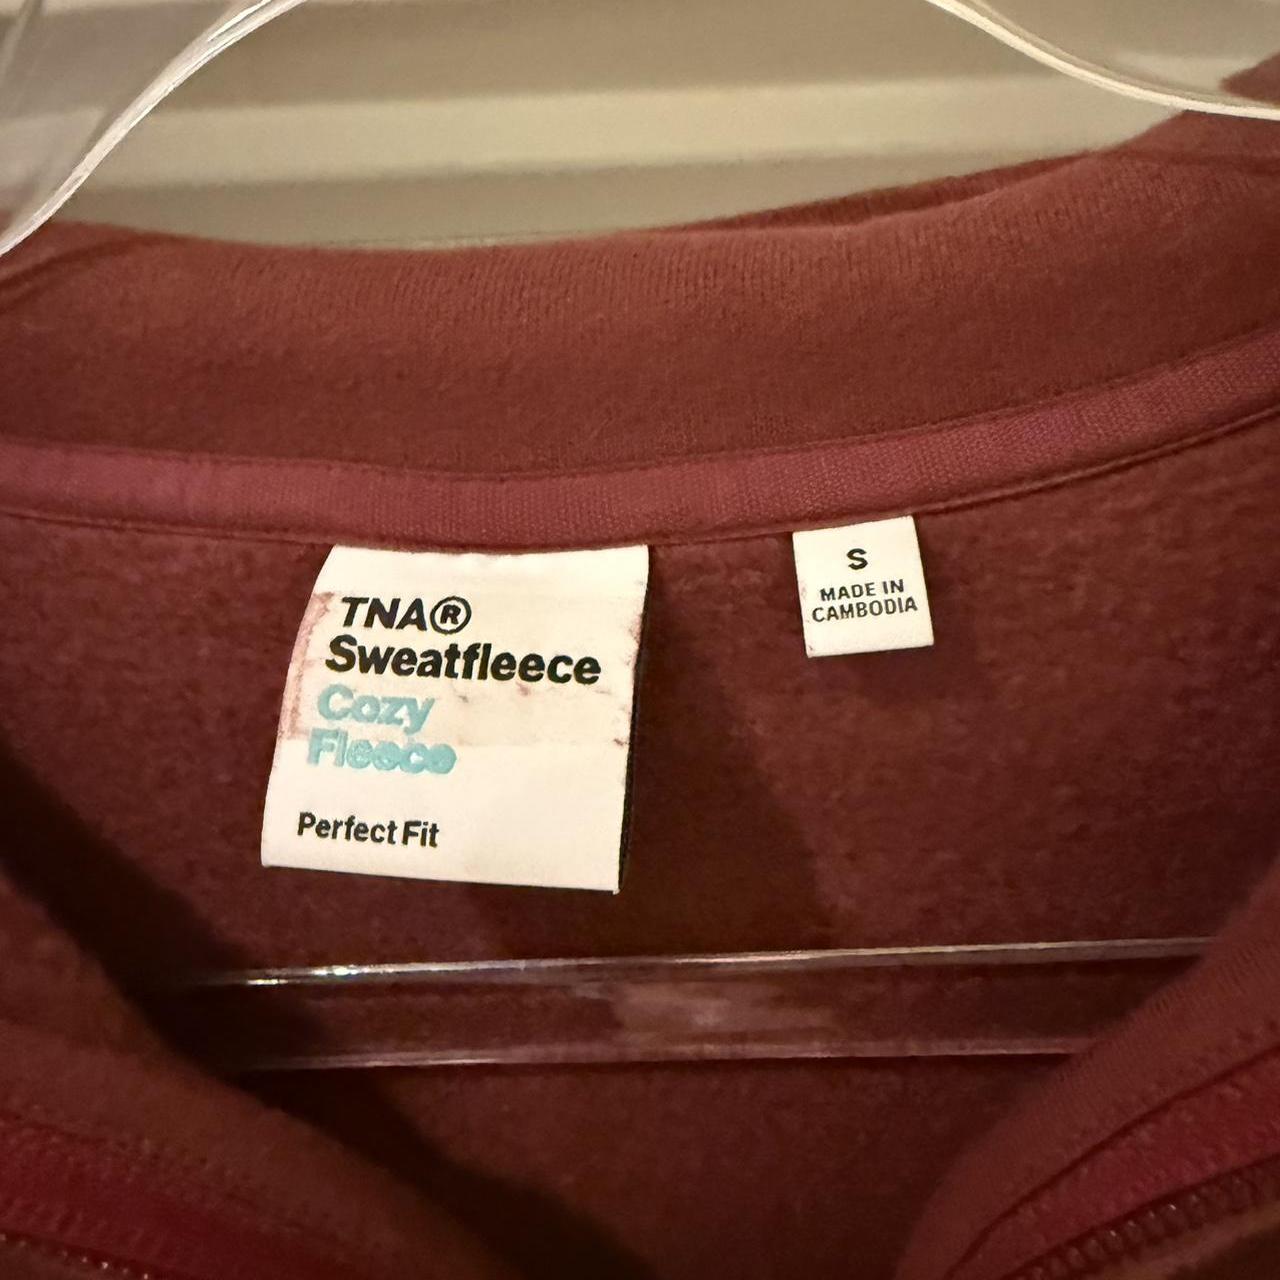 TNA®
Sweatfleece
Cozy
Fleece
Perfect Fit
S
MADE IN
CAMBODIA